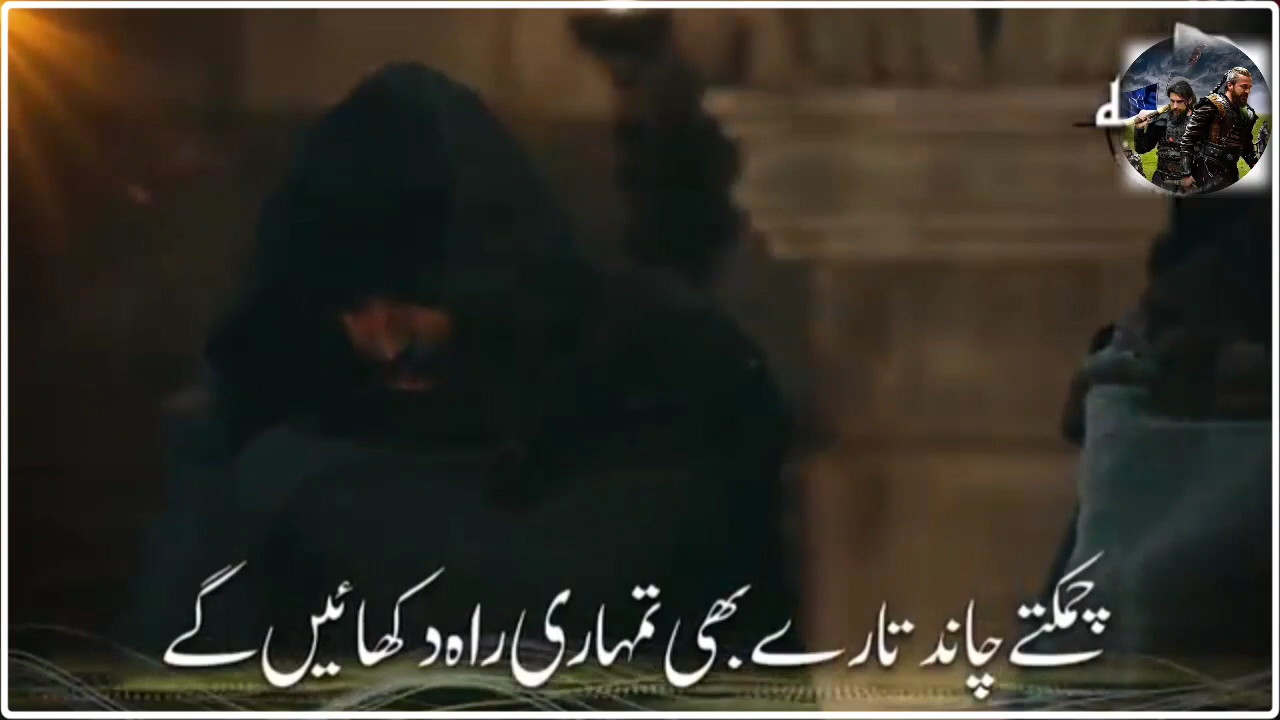 چمکتے چاند تارے بھی تمہاری راہ دکھائیں گے